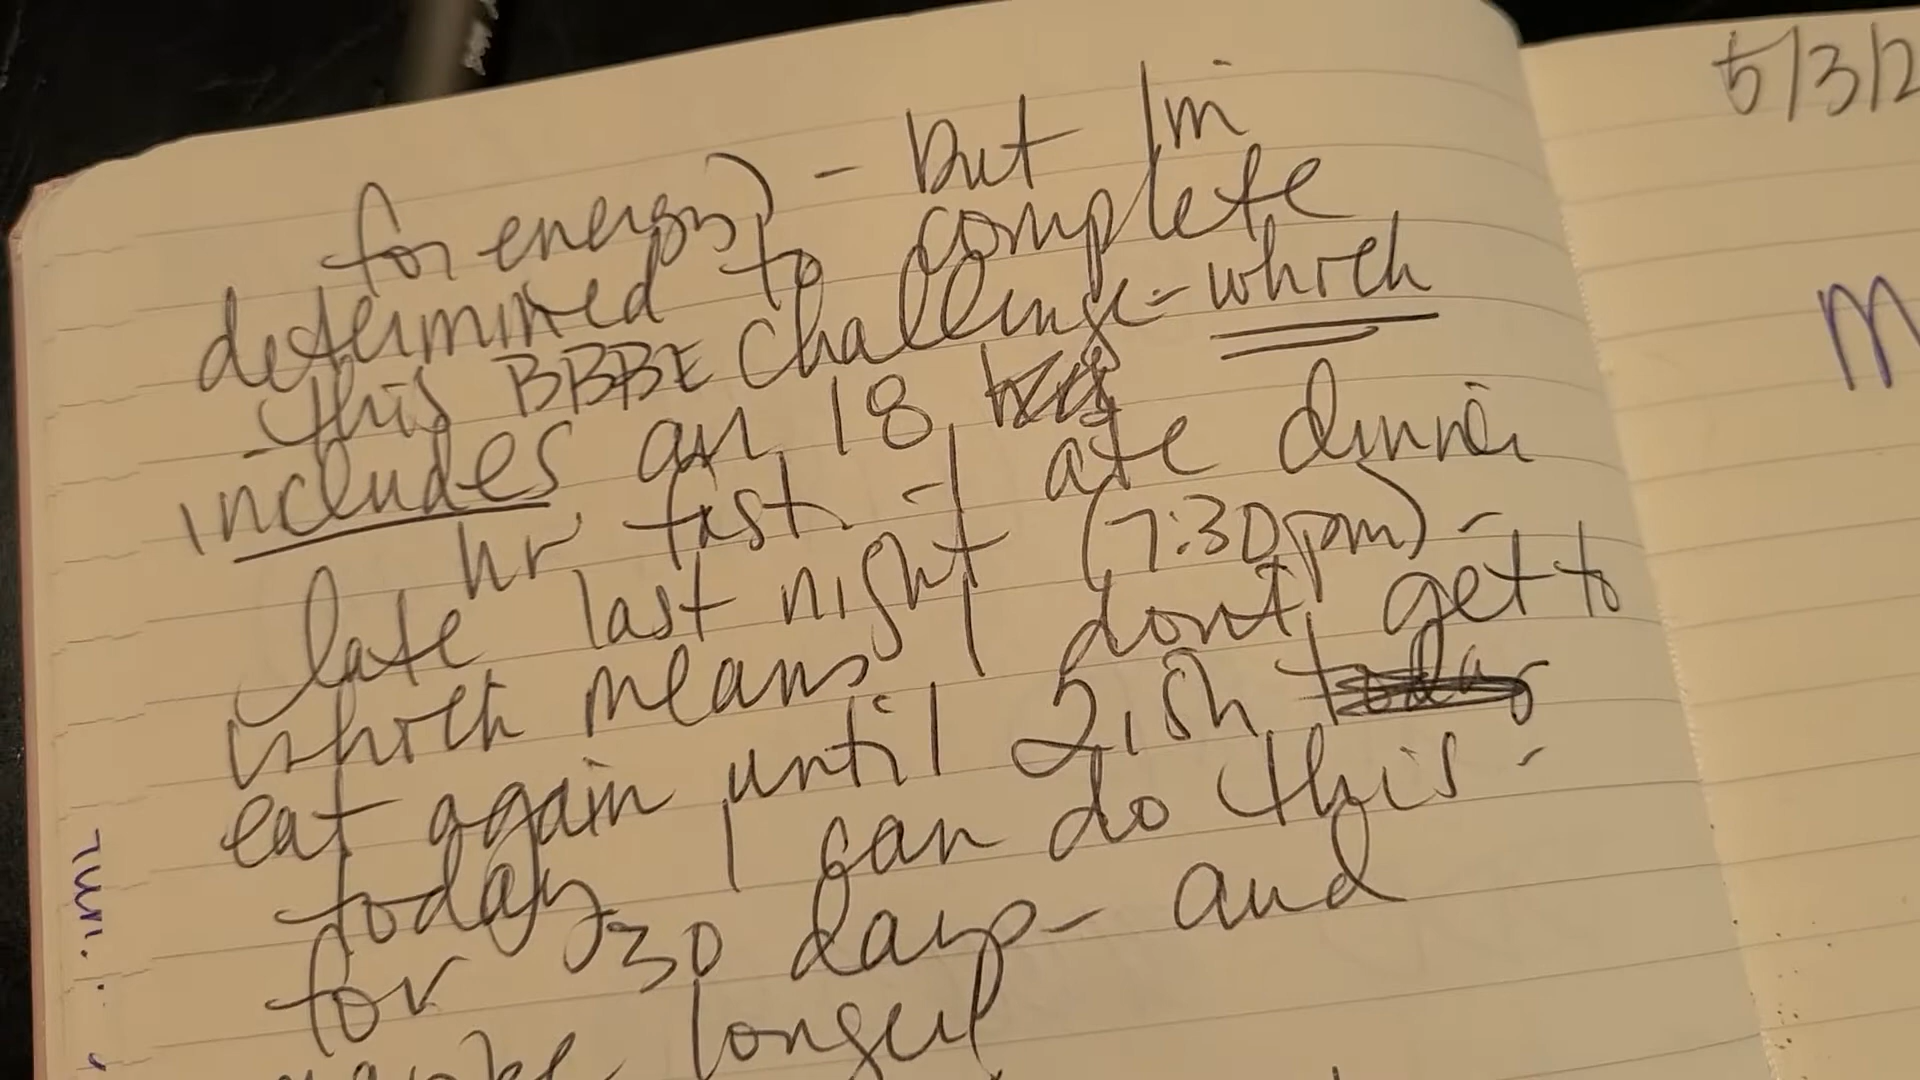 for energy) - but I'm
determined to complete
this BBBE challenge - which
includes an 18
hr fast - I ate dinner
late last night (7:30pm) -
which means I dont get to
eat again until 2ish
today I can do this -
for 30 days - and
maybe longer
5/3/2
M